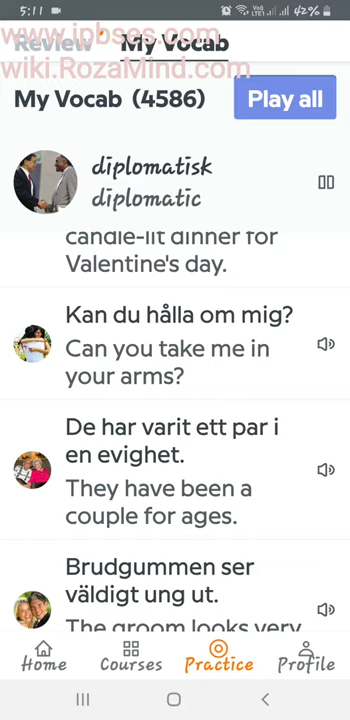 5:11
42%
www.ipbses.com
Review My Vocab
wiki.RozaMind.com
My Vocab (4586) Play all
diplomatisk
diplomatic
candle-lit dinner for
Valentine's day.
Kan du hålla om mig?
Can you take me in
your arms?
De har varit ett par i
en evighet.
They have been a
couple for ages.
Brudgummen ser
väldigt ung ut.
The groom looks very
Home Courses Practice Profile